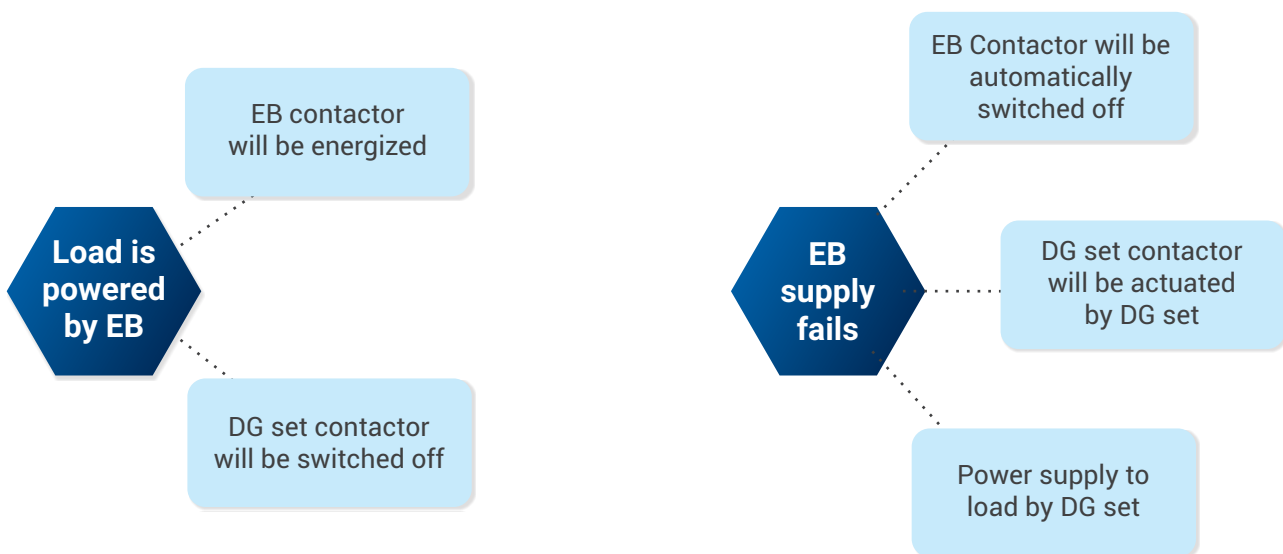 Load is
powered
by EB
EB contactor
will be energized
DG set contactor
will be switched off
EB
supply
fails
EB Contactor will be
automatically
switched off
DG set contactor
will be actuated
by DG set
Power supply to
load by DG set